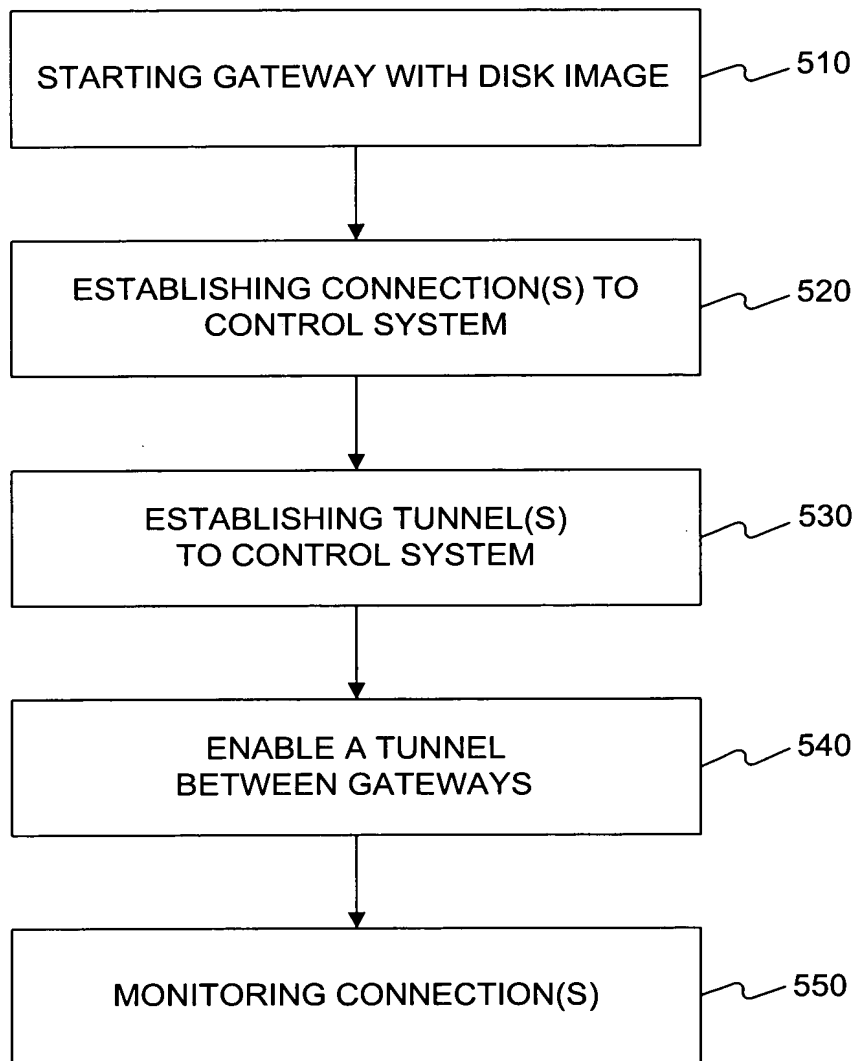 STARTING GATEWAY WITH DISK IMAGE
510
ESTABLISHING CONNECTION(S) TO
CONTROL SYSTEM
520
ESTABLISHING TUNNEL(S)
TO CONTROL SYSTEM
530
ENABLE A TUNNEL
BETWEEN GATEWAYS
540
MONITORING CONNECTION(S)
550